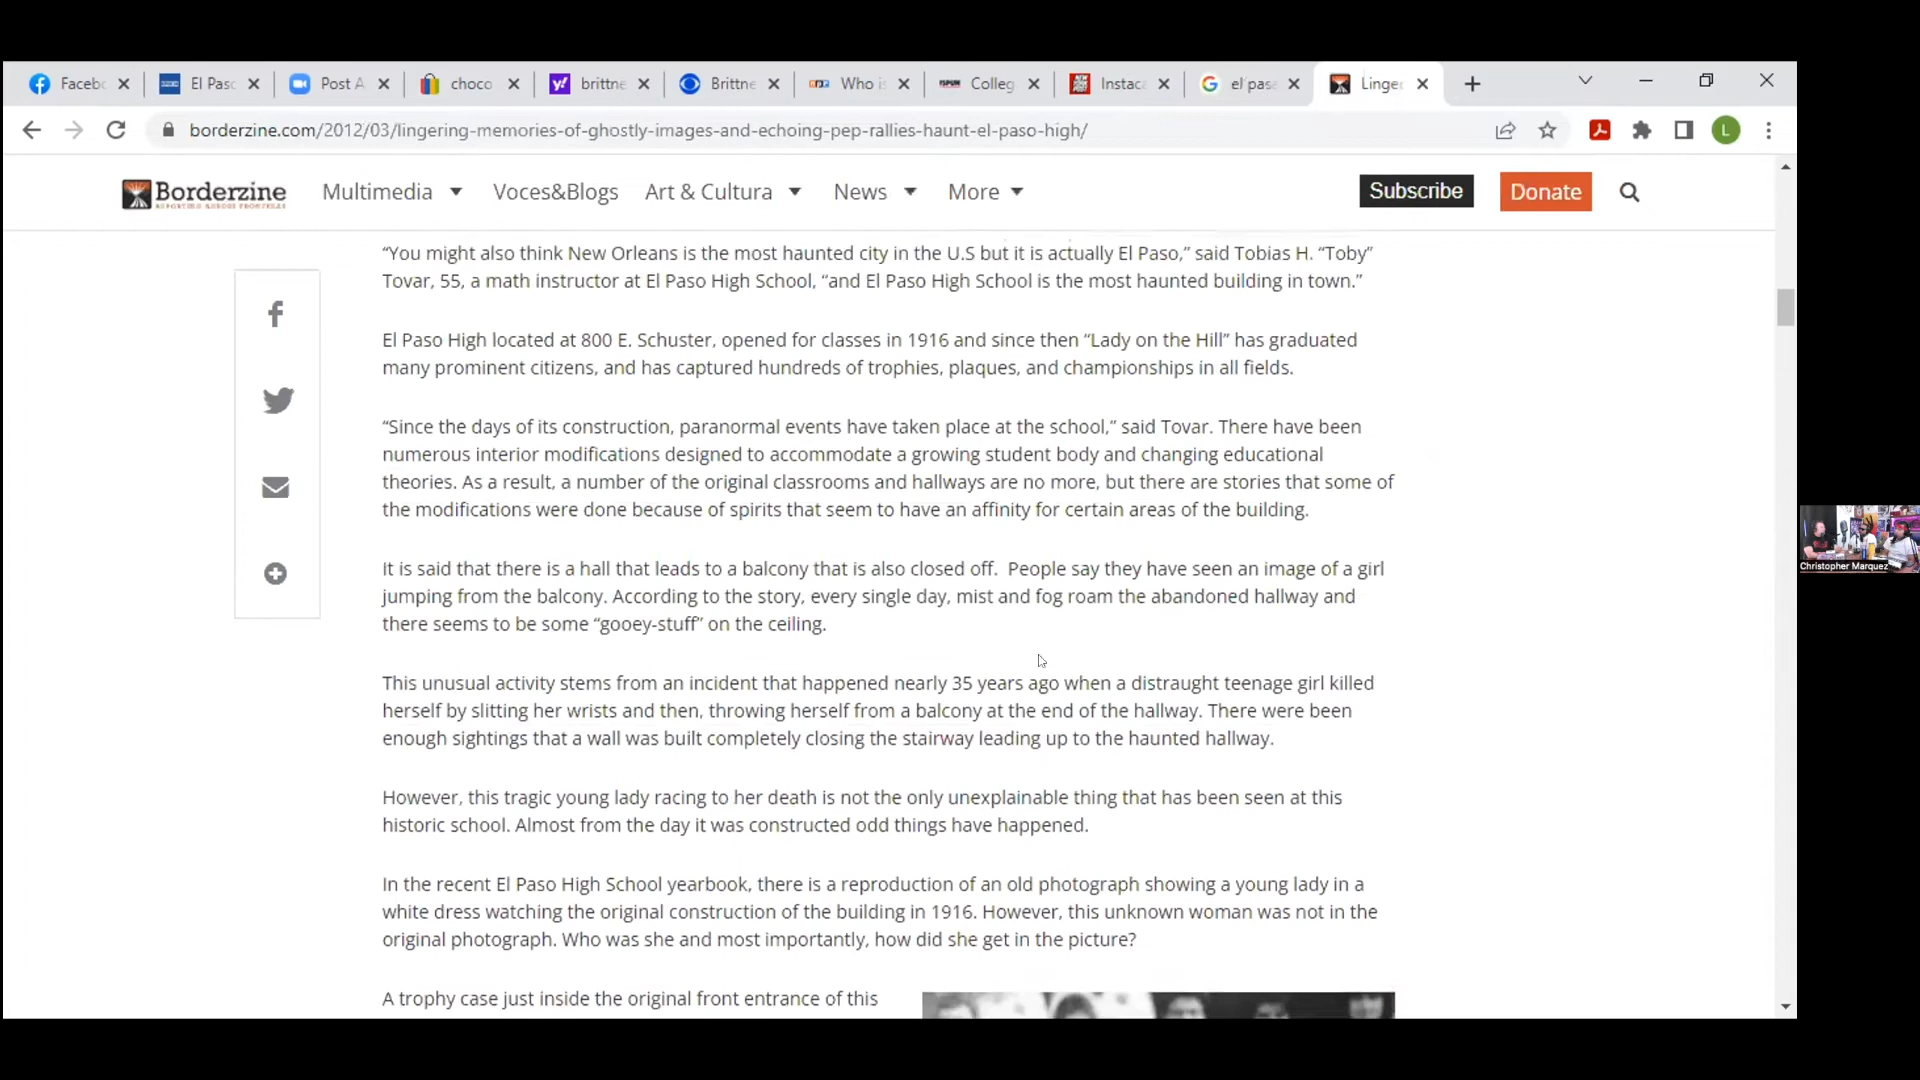 Facebo
El Paso
Post A
choco
brittne
Brittne
Who is
Colleg
Instaca
el pas
Linger
borderzine.com/2012/03/lingering-memories-of-ghostly-images-and-echoing-pep-rallies-haunt-el-paso-high/
L
Borderzine
REPORTING ACROSS FRONTERAS
Multimedia
Voces&Blogs
Art & Cultura
News
More
Subscribe
Donate
“You might also think New Orleans is the most haunted city in the U.S but it is actually El Paso,” said Tobias H. “Toby”
Tovar, 55, a math instructor at El Paso High School, “and El Paso High School is the most haunted building in town.”
El Paso High located at 800 E. Schuster, opened for classes in 1916 and since then “Lady on the Hill” has graduated
many prominent citizens, and has captured hundreds of trophies, plaques, and championships in all fields.
“Since the days of its construction, paranormal events have taken place at the school,” said Tovar. There have been
numerous interior modifications designed to accommodate a growing student body and changing educational
theories. As a result, a number of the original classrooms and hallways are no more, but there are stories that some of
the modifications were done because of spirits that seem to have an affinity for certain areas of the building.
It is said that there is a hall that leads to a balcony that is also closed off.  People say they have seen an image of a girl
jumping from the balcony. According to the story, every single day, mist and fog roam the abandoned hallway and
there seems to be some “gooey-stuff” on the ceiling.
This unusual activity stems from an incident that happened nearly 35 years ago when a distraught teenage girl killed
herself by slitting her wrists and then, throwing herself from a balcony at the end of the hallway. There were been
enough sightings that a wall was built completely closing the stairway leading up to the haunted hallway.
However, this tragic young lady racing to her death is not the only unexplainable thing that has been seen at this
historic school. Almost from the day it was constructed odd things have happened.
In the recent El Paso High School yearbook, there is a reproduction of an old photograph showing a young lady in a
white dress watching the original construction of the building in 1916. However, this unknown woman was not in the
original photograph. Who was she and most importantly, how did she get in the picture?
A trophy case just inside the original front entrance of this
Christopher Marquez